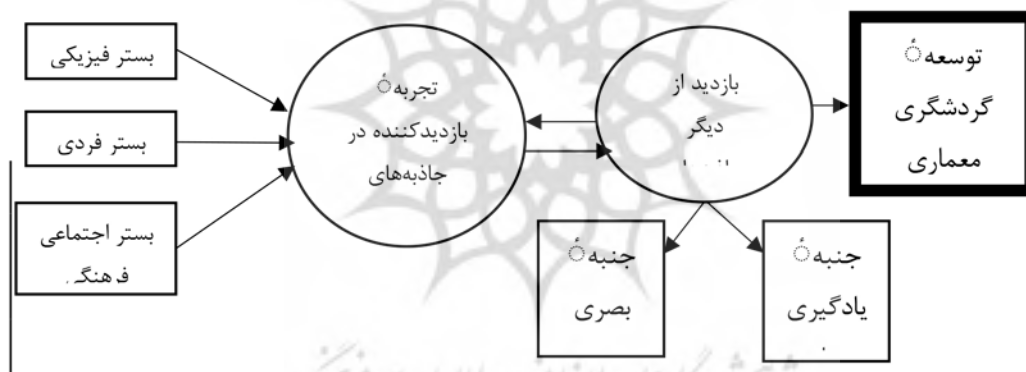 بستر فیزیکی
بستر فردی
بستر اجتماعی
فرهنگی
تجربهٔ
بازدیدکننده در
جاذبه‌های
بازدید از
دیگر
توسعهٔ
گردشگری
معماری
جنبهٔ
بصری
جنبهٔ
یادگیری